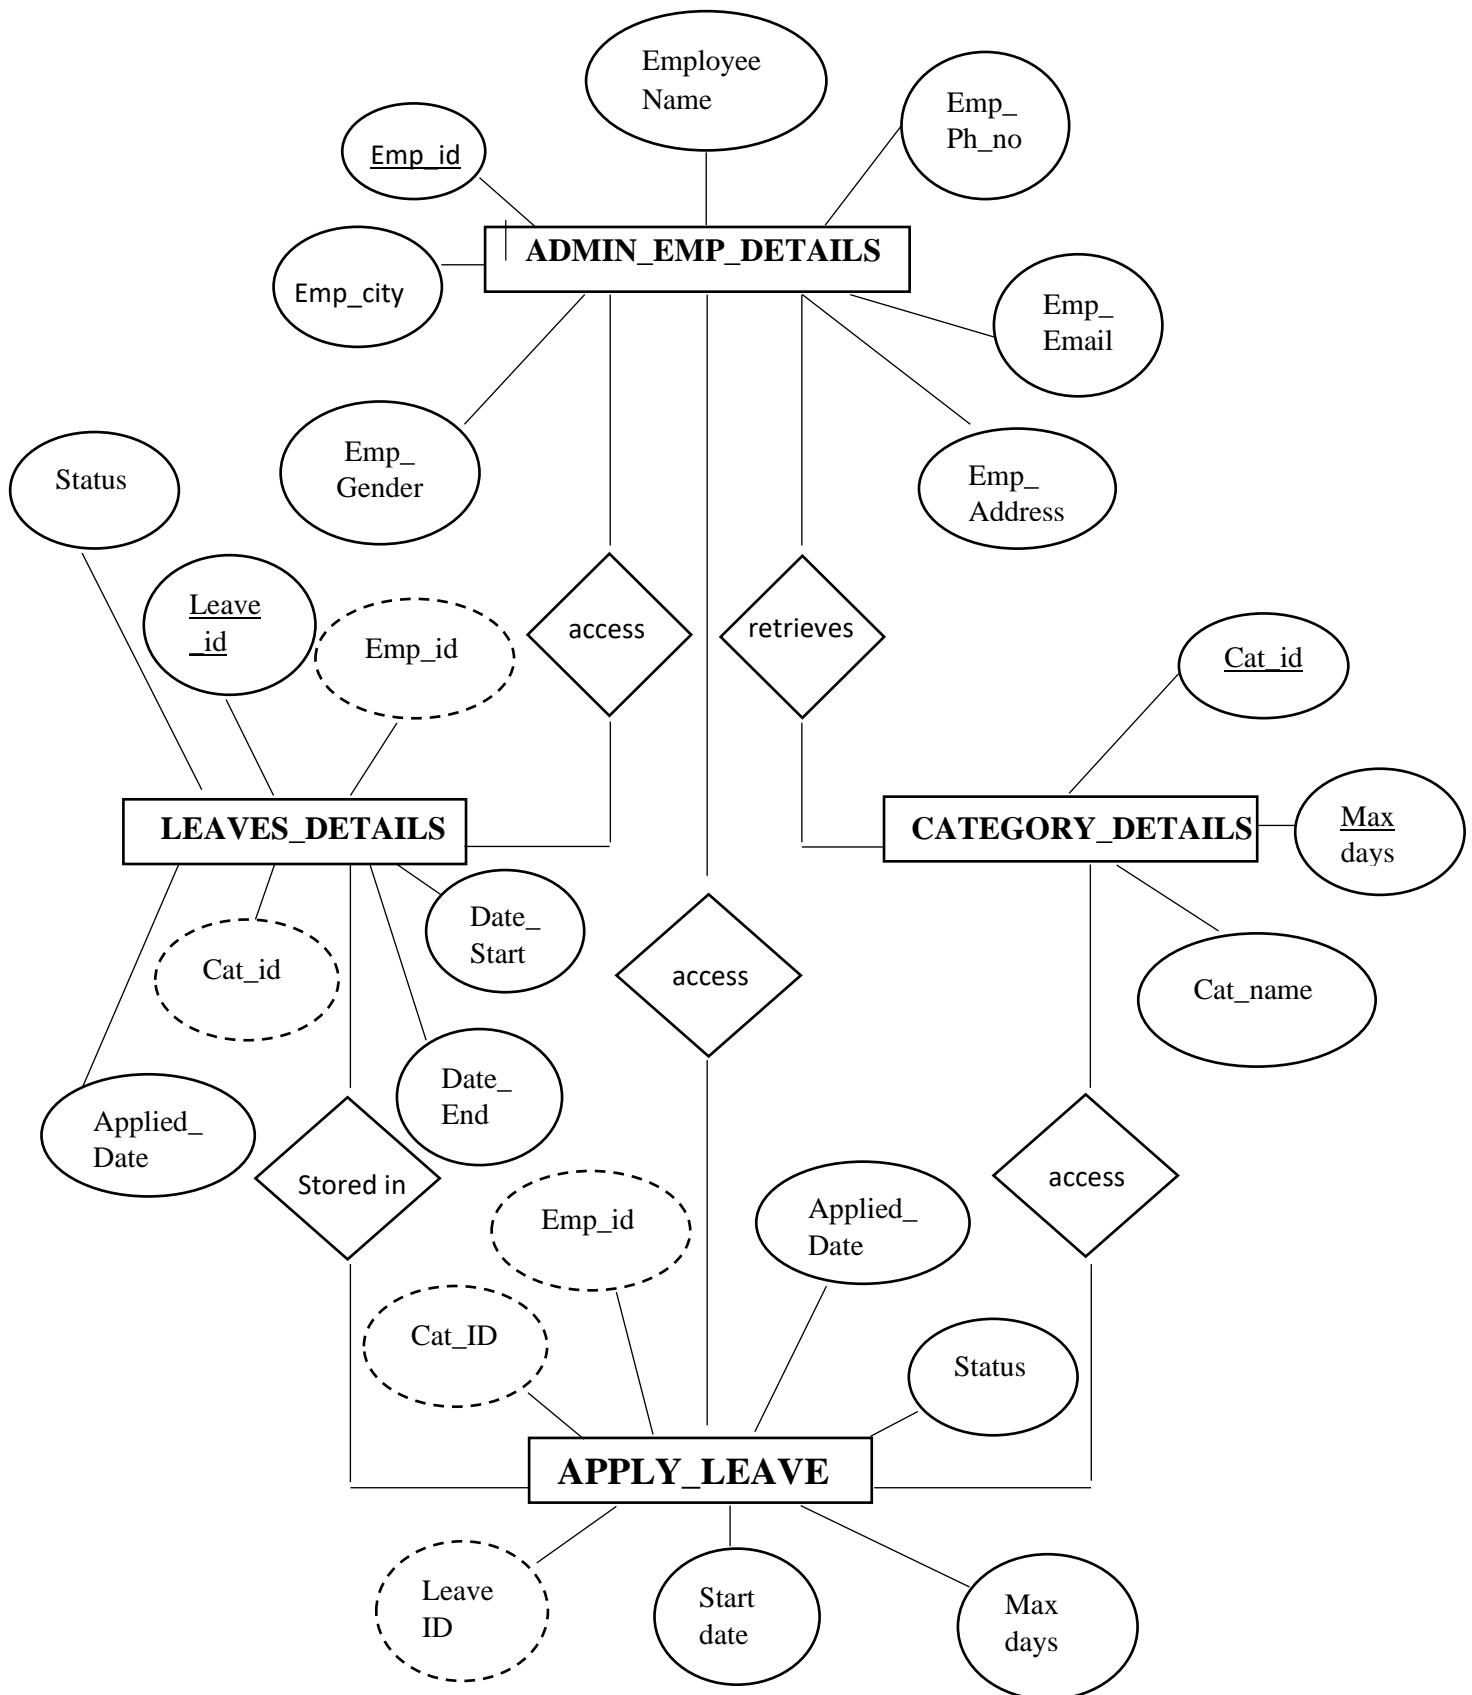 Employee
Name
Emp_
Ph_no
Emp_id
ADMIN_EMP_DETAILS
Emp_city
Emp_
Email
Emp_
Gender
Emp_
Address
Status
Leave
_id
Emp_id
access
retrieves
Cat_id
LEAVES_DETAILS
CATEGORY_DETAILS
Max
days
Date_
Start
Cat_id
access
Cat_name
Date_
End
Applied_
Date
Stored in
access
Emp_id
Applied_
Date
Cat_ID
Status
APPLY_LEAVE
Leave
ID
Start
date
Max
days